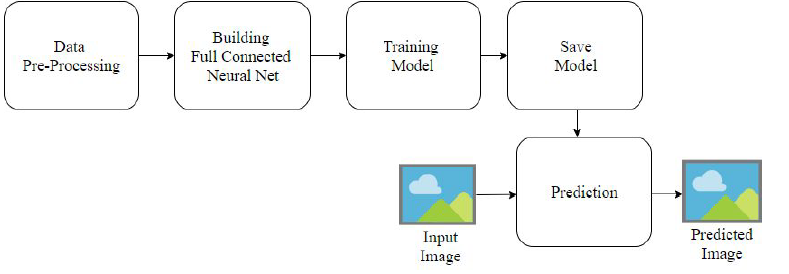 Data
Pre-Processing
Building
Full Connected
Neural Net
Training
Model
Save
Model
Prediction
Input
Image
Predicted
Image